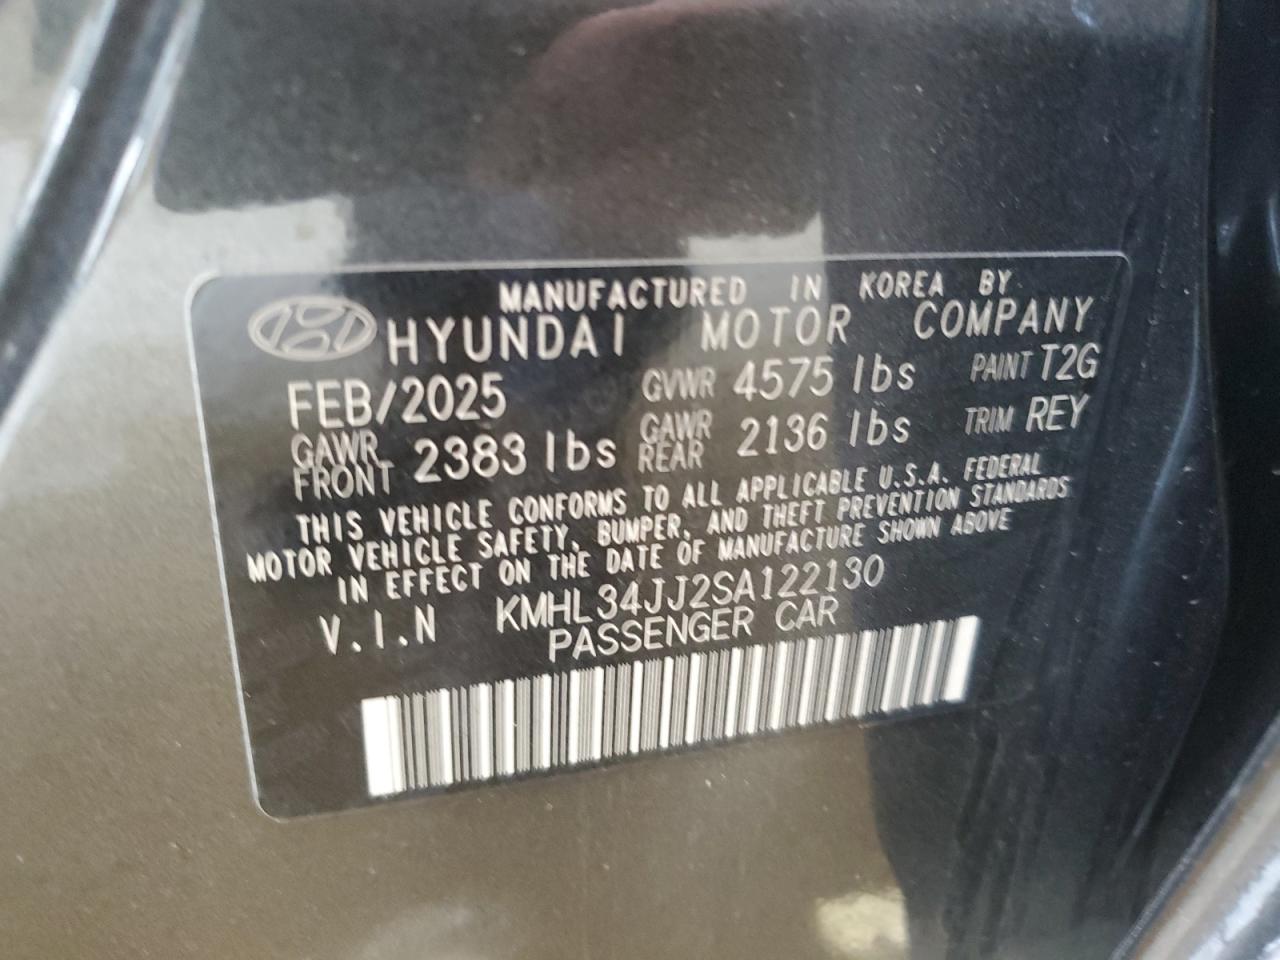 MANUFACTURED IN KOREA BY
HYUNDAI MOTOR COMPANY
FEB/2025 GVWR 4575 lbs PAINT T2G
GAWR FRONT 2383 lbs GAWR REAR 2136 lbs TRIM REY
THIS VEHICLE CONFORMS TO ALL APPLICABLE U.S.A. FEDERAL
MOTOR VEHICLE SAFETY, BUMPER, AND THEFT PREVENTION STANDARDS
IN EFFECT ON THE DATE OF MANUFACTURE SHOWN ABOVE
V.I.N KMHL34JJ2SA122130
PASSENGER CAR